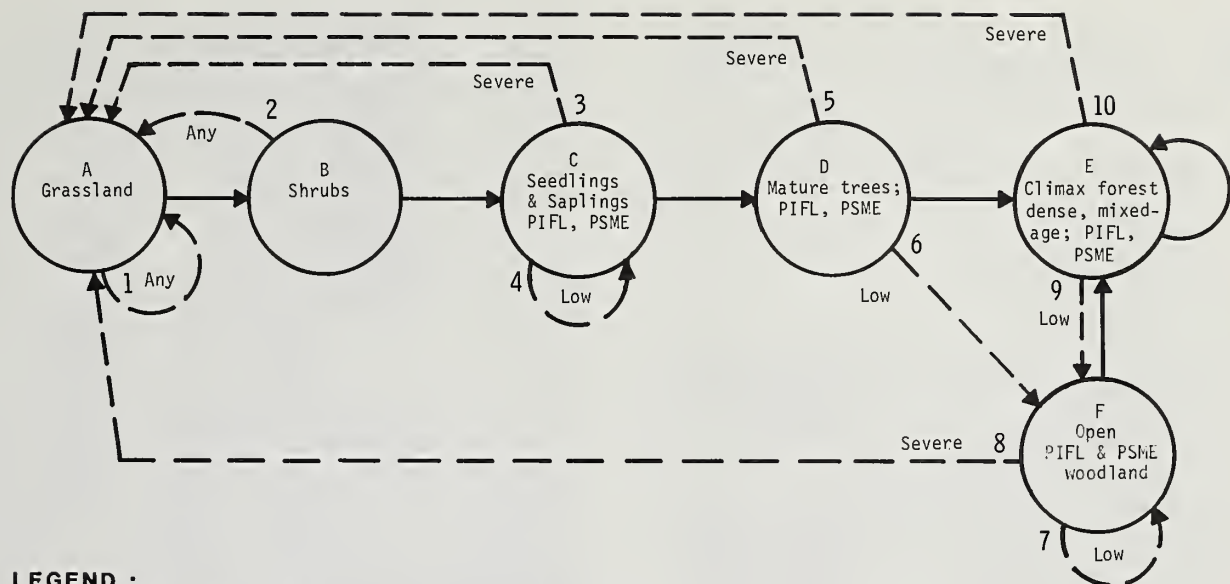 Severe
Severe
Severe
10
5
3
2
Any
A
Grassland
B
Shrubs
C
Seedlings
& Saplings
PIFL, PSME
D
Mature trees;
PIFL, PSME
E
Climax forest
dense, mixed-
age; PIFL,
PSME
1
Any
4
Low
6
Low
9
Low
F
Open
PIFL & PSME
woodland
Severe
8
7
Low
LEGEND :